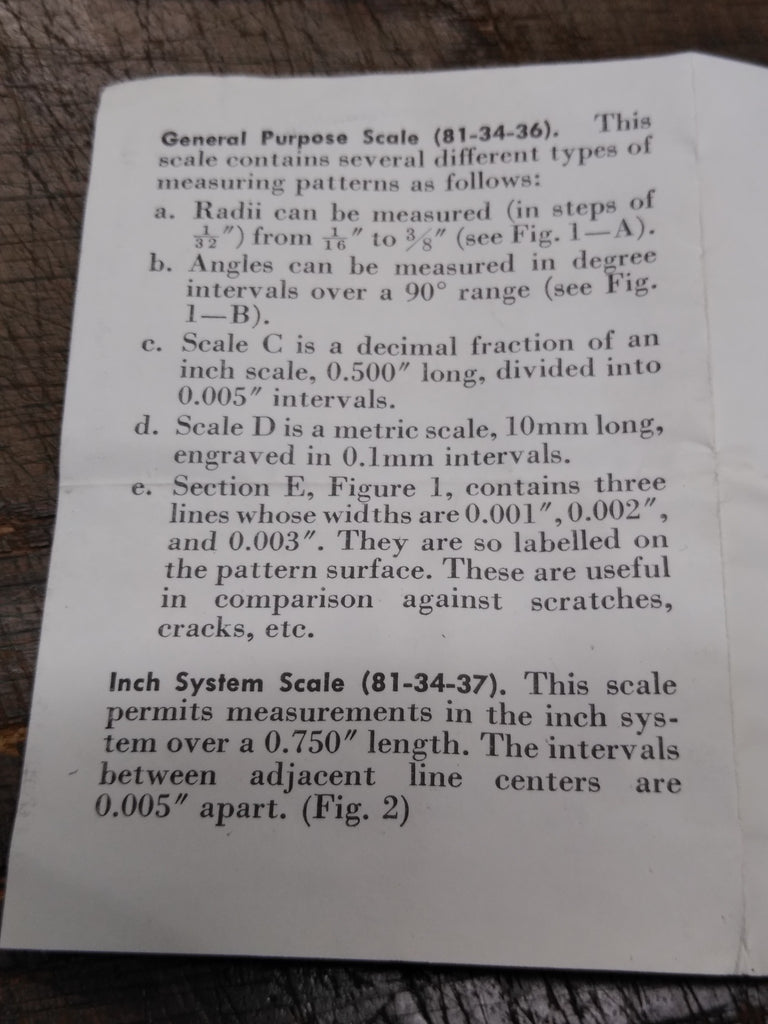 General Purpose Scale (81-34-36). This
scale contains several different types of
measuring patterns as follows:
a. Radii can be measured (in steps of
1/32″) from 1/16″ to 3/8″ (see Fig. 1—A).
b. Angles can be measured in degree
intervals over a 90° range (see Fig.
1—B).
c. Scale C is a decimal fraction of an
inch scale, 0.500″ long, divided into
0.005″ intervals.
d. Scale D is a metric scale, 10mm long,
engraved in 0.1mm intervals.
e. Section E, Figure 1, contains three
lines whose widths are 0.001″, 0.002″,
and 0.003″. They are so labelled on
the pattern surface. These are useful
in comparison against scratches,
cracks, etc.
Inch System Scale (81-34-37). This scale
permits measurements in the inch sys-
tem over a 0.750″ length. The intervals
between adjacent line centers are
0.005″ apart. (Fig. 2)